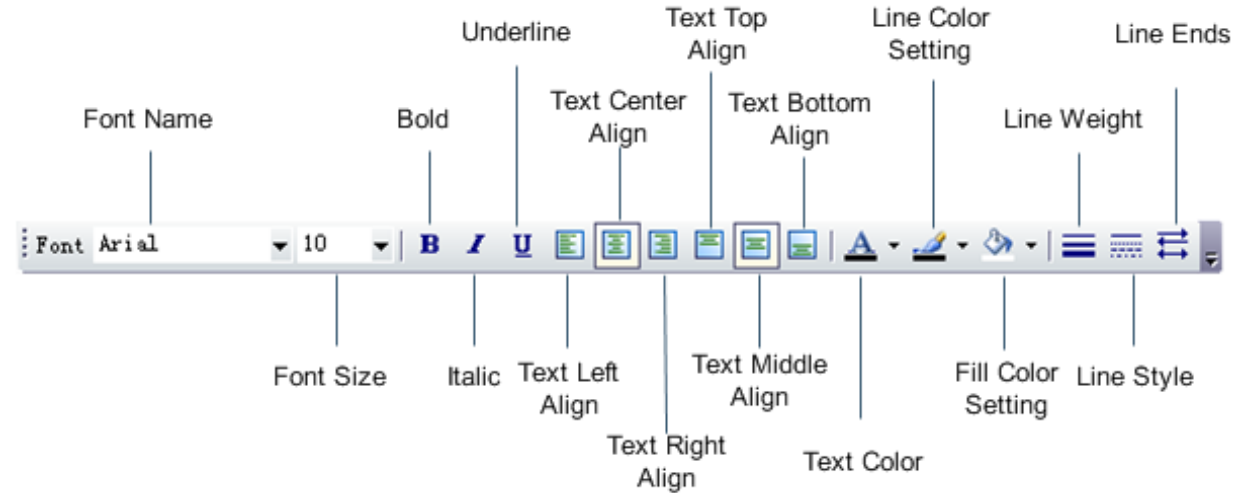 Text Top
Align
Line Color
Setting
Line Ends
Underline
Text Center
Align
Text Bottom
Align
Font Name
Bold
Line Weight
Font Arial 10 B I U A
Font Size
Italic
Text Left
Align
Text Middle
Align
Fill Color
Setting
Line Style
Text Right
Align
Text Color